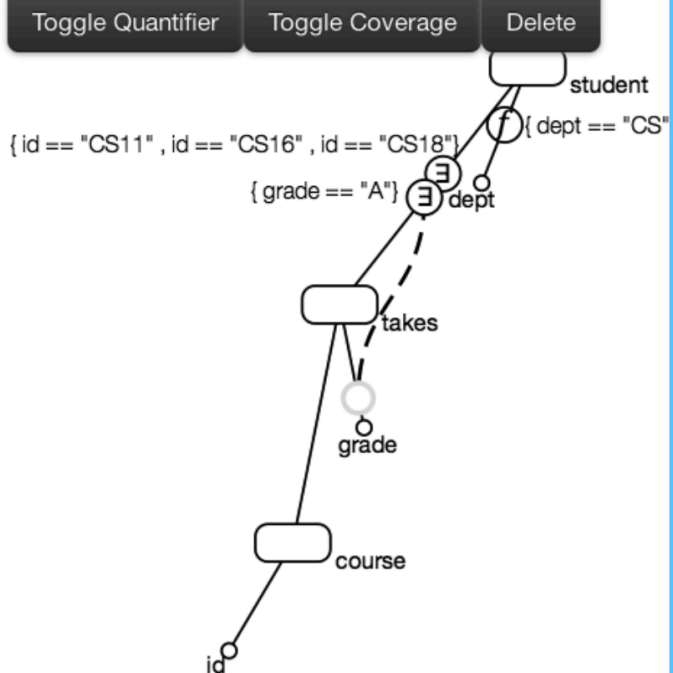 Toggle Quantifier Toggle Coverage Delete
student
f { dept == "CS"
{ id == "CS11" , id == "CS16" , id == "CS18"}
∃
{ grade == "A"} ∃ dept
takes
grade
course
id